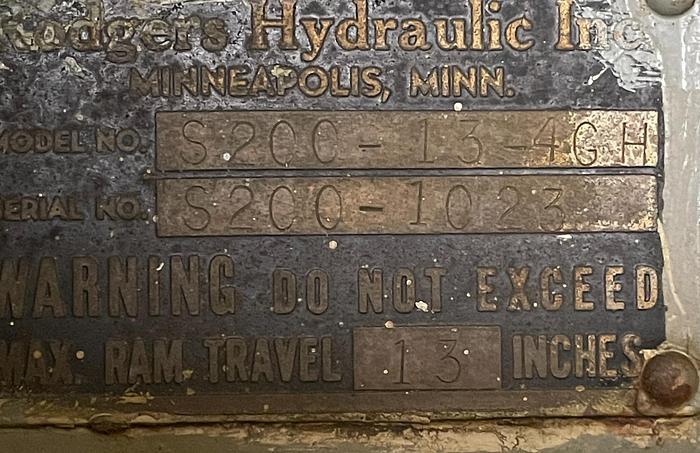 Rodgers Hydraulic Inc.
MINNEAPOLIS, MINN.
MODEL NO. S200-13-4GH
SERIAL NO. S200-1023
WARNING DO NOT EXCEED
MAX. RAM TRAVEL 13 INCHES